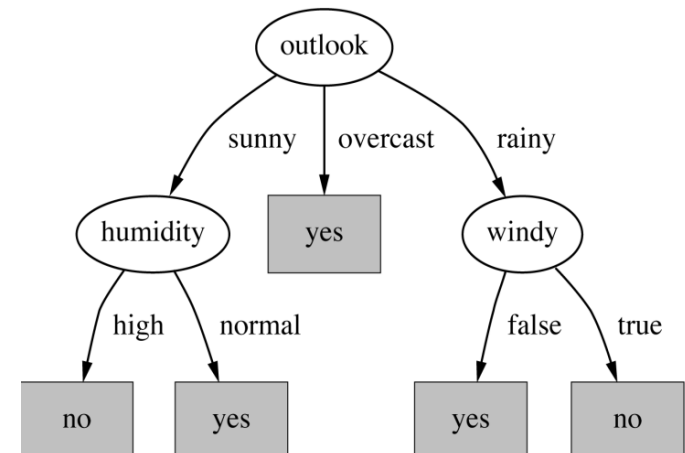 outlook
sunny overcast rainy
humidity yes windy
high normal false true
no yes yes no